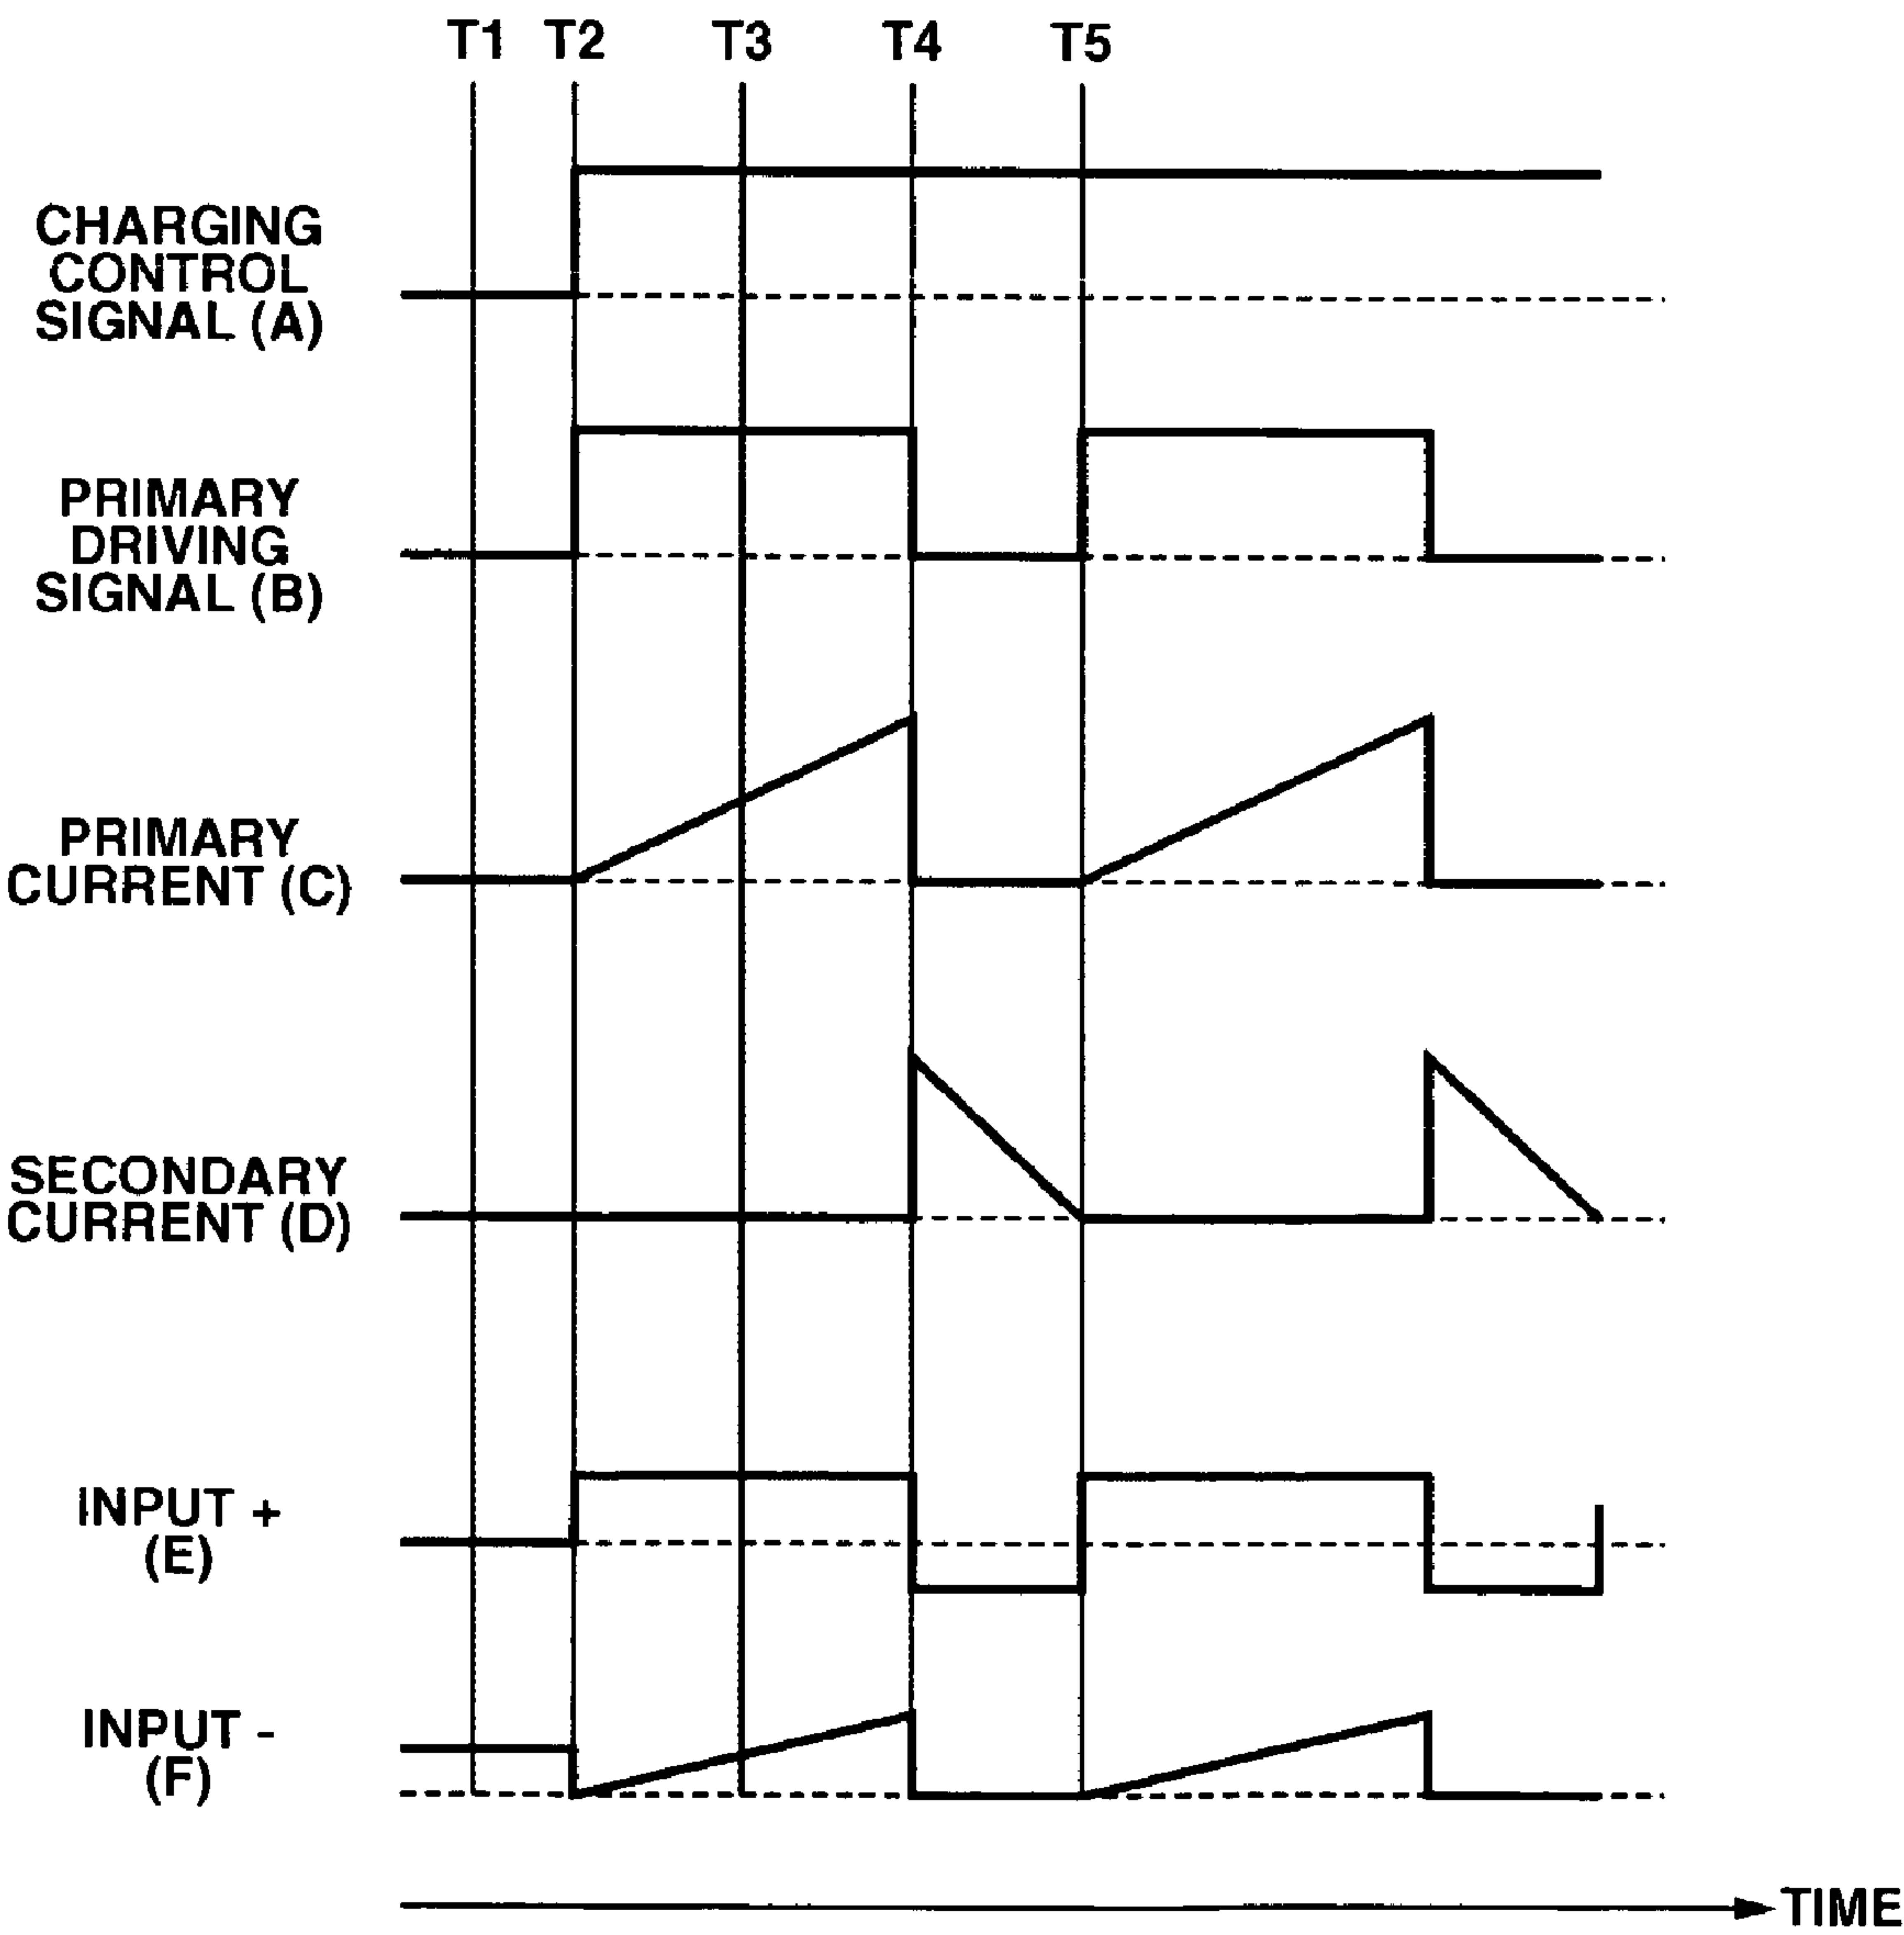 T1 T2 T3 T4 T5
CHARGING
CONTROL
SIGNAL (A)
PRIMARY
DRIVING
SIGNAL (B)
PRIMARY
CURRENT (C)
SECONDARY
CURRENT (D)
INPUT +
(E)
INPUT -
(F)
TIME